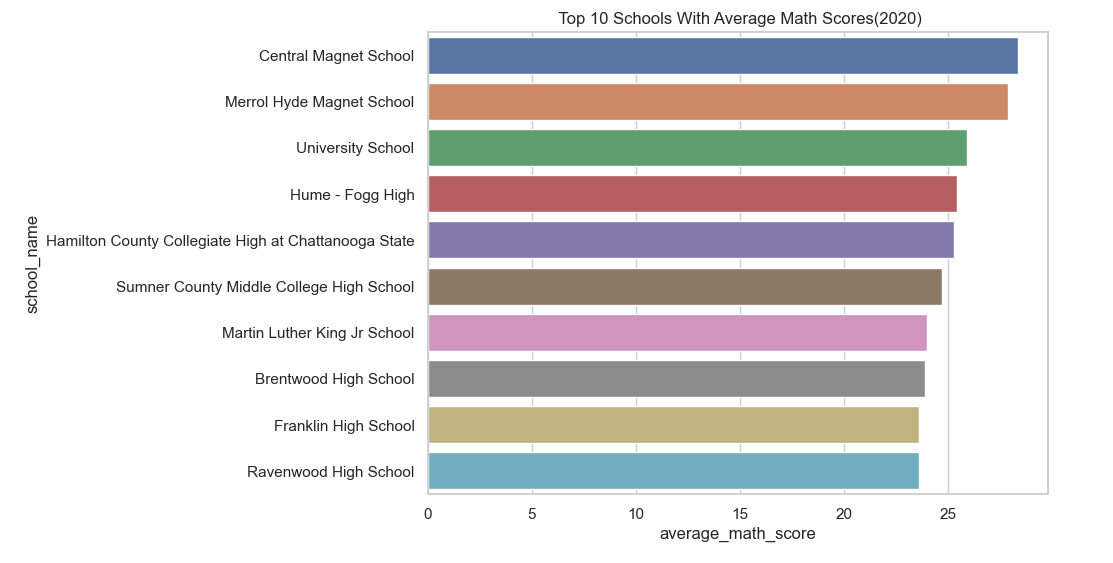 Top 10 Schools With Average Math Scores(2020)
school_name
Central Magnet School
Merrol Hyde Magnet School
University School
Hume - Fogg High
Hamilton County Collegiate High at Chattanooga State
Sumner County Middle College High School
Martin Luther King Jr School
Brentwood High School
Franklin High School
Ravenwood High School
0 5 10 15 20 25
average_math_score